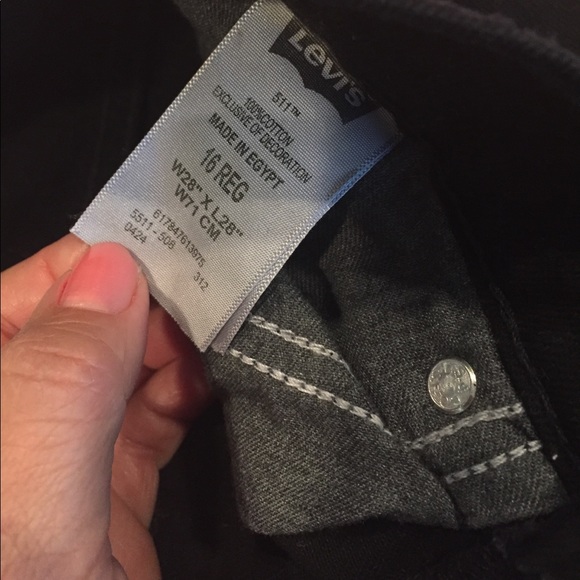 Levi's
511™
100% COTTON
EXCLUSIVE OF DECORATION
MADE IN EGYPT
16 REG
W28" X L28"
W71 CM
617847613975
5511-508 312
0424